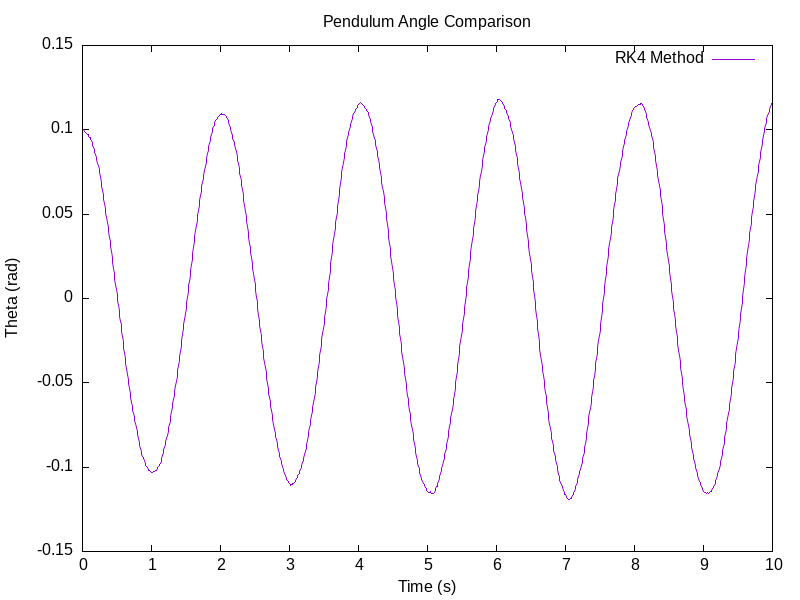 Pendulum Angle Comparison
RK4 Method
0.15
0.1
0.05
0
-0.05
-0.1
-0.15
Theta (rad)
0 1 2 3 4 5 6 7 8 9 10
Time (s)